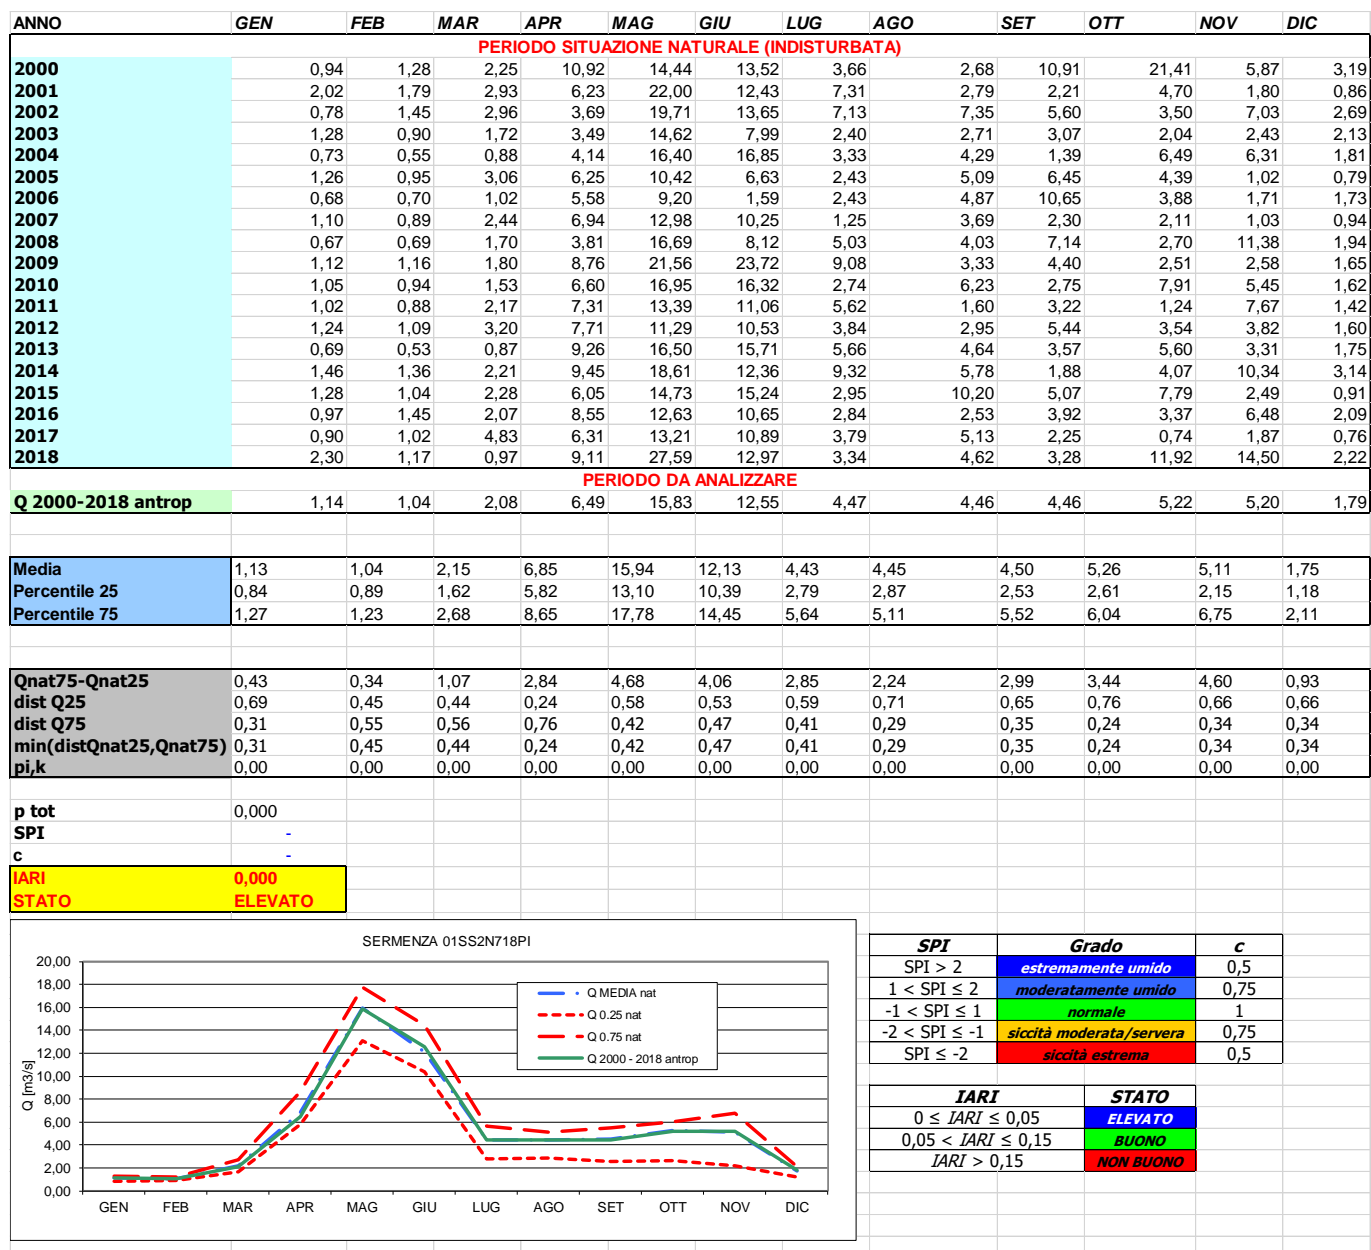 ANNO GEN FEB MAR APR MAG GIU LUG AGO SET OTT NOV DIC
PERIODO SITUAZIONE NATURALE (INDISTURBATA)
2000 0,94 1,28 2,25 10,92 14,44 13,52 3,66 2,68 10,91 21,41 5,87 3,19
2001 2,02 1,79 2,93 6,23 22,00 12,43 7,31 2,79 2,21 4,70 1,80 0,86
2002 0,78 1,45 2,96 3,69 19,71 13,65 7,13 7,35 5,60 3,50 7,03 2,69
2003 1,28 0,90 1,72 3,49 14,62 7,99 2,40 2,71 3,07 2,04 2,43 2,13
2004 0,73 0,55 0,88 4,14 16,40 16,85 3,33 4,29 1,39 6,49 6,31 1,81
2005 1,26 0,95 3,06 6,25 10,42 6,63 2,43 5,09 6,45 4,39 1,02 0,79
2006 0,68 0,70 1,02 5,58 9,20 1,59 2,43 4,87 10,65 3,88 1,71 1,73
2007 1,10 0,89 2,44 6,94 12,98 10,25 1,25 3,69 2,30 2,11 1,03 0,94
2008 0,67 0,69 1,70 3,81 16,69 8,12 5,03 4,03 7,14 2,70 11,38 1,94
2009 1,12 1,16 1,80 8,76 21,56 23,72 9,08 3,33 4,40 2,51 2,58 1,65
2010 1,05 0,94 1,53 6,60 16,95 16,32 2,74 6,23 2,75 7,91 5,45 1,62
2011 1,02 0,88 2,17 7,31 13,39 11,06 5,62 1,60 3,22 1,24 7,67 1,42
2012 1,24 1,09 3,20 7,71 11,29 10,53 3,84 2,95 5,44 3,54 3,82 1,60
2013 0,69 0,53 0,87 9,26 16,50 15,71 5,66 4,64 3,57 5,60 3,31 1,75
2014 1,46 1,36 2,21 9,45 18,61 12,36 9,32 5,78 1,88 4,07 10,34 3,14
2015 1,28 1,04 2,28 6,05 14,73 15,24 2,95 10,20 5,07 7,79 2,49 0,91
2016 0,97 1,45 2,07 8,55 12,63 10,65 2,84 2,53 3,92 3,37 6,48 2,09
2017 0,90 1,02 4,83 6,31 13,21 10,89 3,79 5,13 2,25 0,74 1,87 0,76
2018 2,30 1,17 0,97 9,11 27,59 12,97 3,34 4,62 3,28 11,92 14,50 2,22
PERIODO DA ANALIZZARE
Q 2000-2018 antrop 1,14 1,04 2,08 6,49 15,83 12,55 4,47 4,46 4,46 5,22 5,20 1,79
Media 1,13 1,04 2,15 6,85 15,94 12,13 4,43 4,45 4,50 5,26 5,11 1,75
Percentile 25 0,84 0,89 1,62 5,82 13,10 10,39 2,79 2,87 2,53 2,61 2,15 1,18
Percentile 75 1,27 1,23 2,68 8,65 17,78 14,45 5,64 5,11 5,52 6,04 6,75 2,11
Qnat75-Qnat25 0,43 0,34 1,07 2,84 4,68 4,06 2,85 2,24 2,99 3,44 4,60 0,93
dist Q25 0,69 0,45 0,44 0,24 0,58 0,53 0,59 0,71 0,65 0,76 0,66 0,66
dist Q75 0,31 0,55 0,56 0,76 0,42 0,47 0,41 0,29 0,35 0,24 0,34 0,34
min(distQnat25,Qnat75) 0,31 0,45 0,44 0,24 0,42 0,47 0,41 0,29 0,35 0,24 0,34 0,34
pi,k 0,00 0,00 0,00 0,00 0,00 0,00 0,00 0,00 0,00 0,00 0,00 0,00
p tot 0,000
SPI -
c -
IARI 0,000
STATO ELEVATO
SERMENZA 01SS2N718PI
Q [m3/s]
20,00
18,00
16,00
14,00
12,00
10,00
8,00
6,00
4,00
2,00
0,00
GEN FEB MAR APR MAG GIU LUG AGO SET OTT NOV DIC
Q MEDIA nat
Q 0.25 nat
Q 0.75 nat
Q 2000 - 2018 antrop
SPI Grado c
SPI > 2 estremamente umido 0,5
1 < SPI ≤ 2 moderatamente umido 0,75
-1 < SPI ≤ 1 normale 1
-2 < SPI ≤ -1 siccità moderata/servera 0,75
SPI ≤ -2 siccità estrema 0,5
IARI STATO
0 ≤ IARI ≤ 0,05 ELEVATO
0,05 < IARI ≤ 0,15 BUONO
IARI > 0,15 NON BUONO